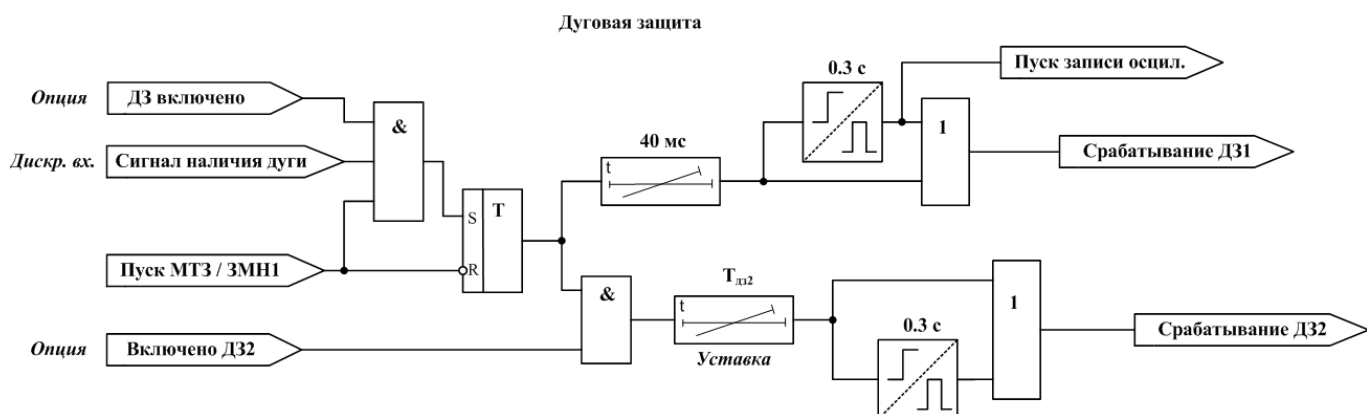 Дуговая защита
Пуск записи осцил.
0.3 с
Опция
ДЗ включено
&
1
40 мс
Дискр. вх.
Сигнал наличия дуги
Срабатывание ДЗ1
t
S
T
Пуск МТЗ / ЗМН1
R
Tдз2
&
1
t
0.3 с
Срабатывание ДЗ2
Опция
Включено ДЗ2
Уставка